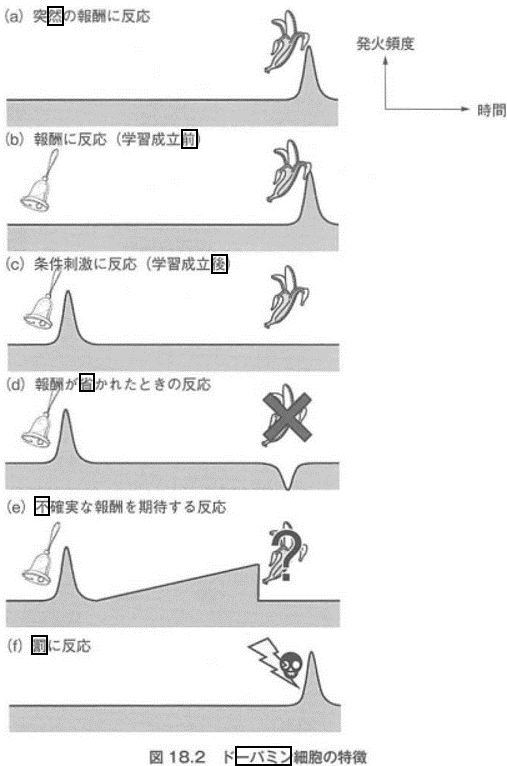 (a) 突然の報酬に反応
発火頻度
時間
(b) 報酬に反応（学習成立前）
(c) 条件刺激に反応（学習成立後）
(d) 報酬が省かれたときの反応
(e) 不確実な報酬を期待する反応
?
(f) 罰に反応
図 18.2 ドーパミン細胞の特徴